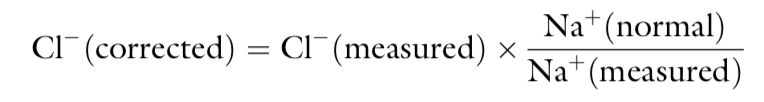 Cl⁻(corrected) = Cl⁻(measured) × Na⁺(normal) / Na⁺(measured)